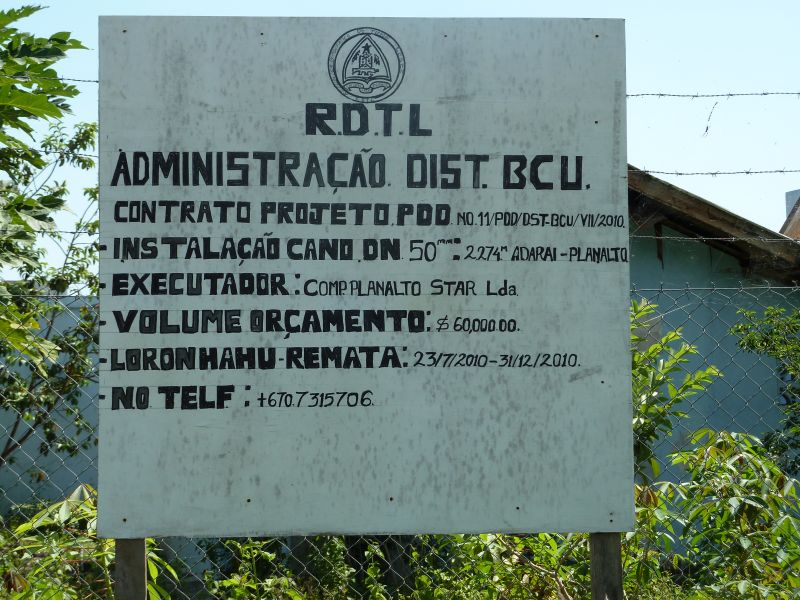 R.D.T.L
ADMINISTRAÇÃO. DIST. BCU.
CONTRATO PROJETO.PDD. NO.11/PDD/DST-BCU/VII/2010.
-INSTALAÇÃO CANO DN. 50mm: 2274m ADARAI-PLANALTO.
-EXECUTADOR: COMP.PLANALTO STAR Lda.
-VOLUME ORÇAMENTO: $ 60,000.00.
-LORON HAHU-REMATA: 23/7/2010-31/12/2010.
-NO TELF: +670.7315706.